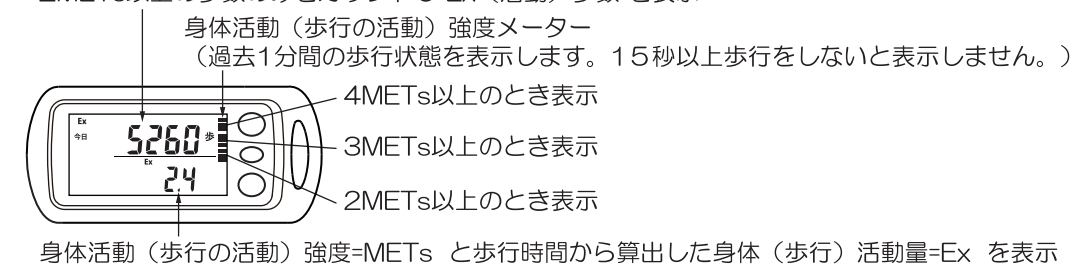 身体活動（歩行の活動）強度メーター
（過去1分間の歩行状態を表示します。15秒以上歩行をしないと表示しません。）
4METs以上のとき表示
Ex
今日
5260 歩
3METs以上のとき表示
Ex
2.4
2METs以上のとき表示
身体活動（歩行の活動）強度=METs と歩行時間から算出した身体（歩行）活動量=Ex を表示